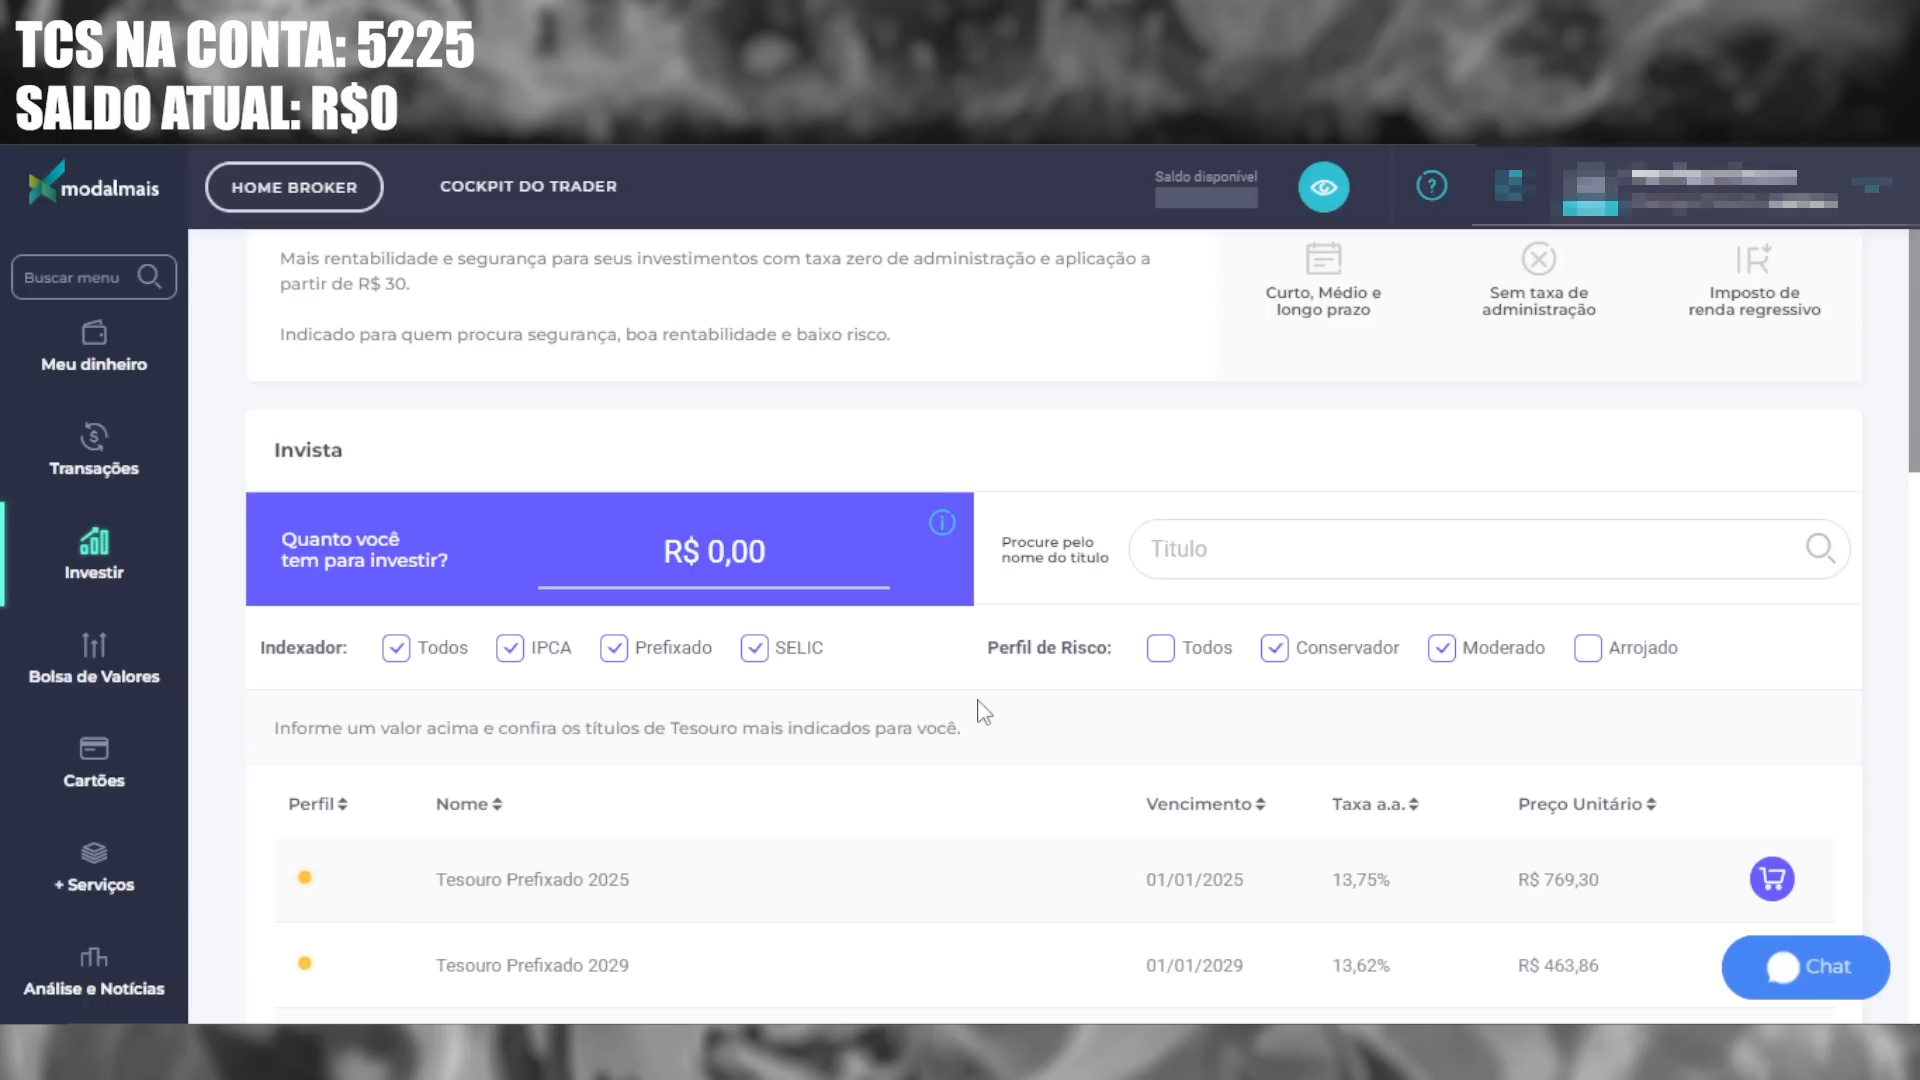 TCS NA CONTA: 5225
SALDO ATUAL: R$0
modalmais
HOME BROKER
COCKPIT DO TRADER
Saldo disponível
?
Buscar menu
Meu dinheiro
Transações
Investir
Bolsa de Valores
Cartões
+ Serviços
Análise e Notícias
Mais rentabilidade e segurança para seus investimentos com taxa zero de administração e aplicação a
partir de R$ 30.
Indicado para quem procura segurança, boa rentabilidade e baixo risco.
Curto, Médio e
longo prazo
Sem taxa de
administração
IR
Imposto de
renda regressivo
Invista
Quanto você
tem para investir?
R$ 0,00
i
Procure pelo
nome do titulo
Titulo
Indexador: Todos IPCA Prefixado SELIC
Perfil de Risco: Todos Conservador Moderado Arrojado
Informe um valor acima e confira os títulos de Tesouro mais indicados para você.
Perfil Nome Vencimento Taxa a.a. Preço Unitário
Tesouro Prefixado 2025 01/01/2025 13,75% R$ 769,30
Tesouro Prefixado 2029 01/01/2029 13,62% R$ 463,86
Chat